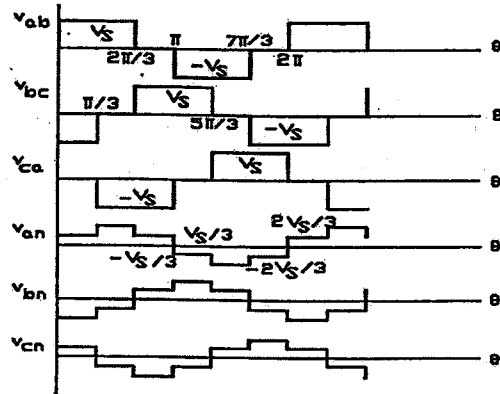 vab Vs π 7π/3 θ
2π/3 -Vs 2π
vbc π/3 Vs θ
5π/3 -Vs
vca Vs θ
-Vs
van Vs/3 2Vs/3 θ
-Vs/3 -2Vs/3
vbn θ
vcn θ